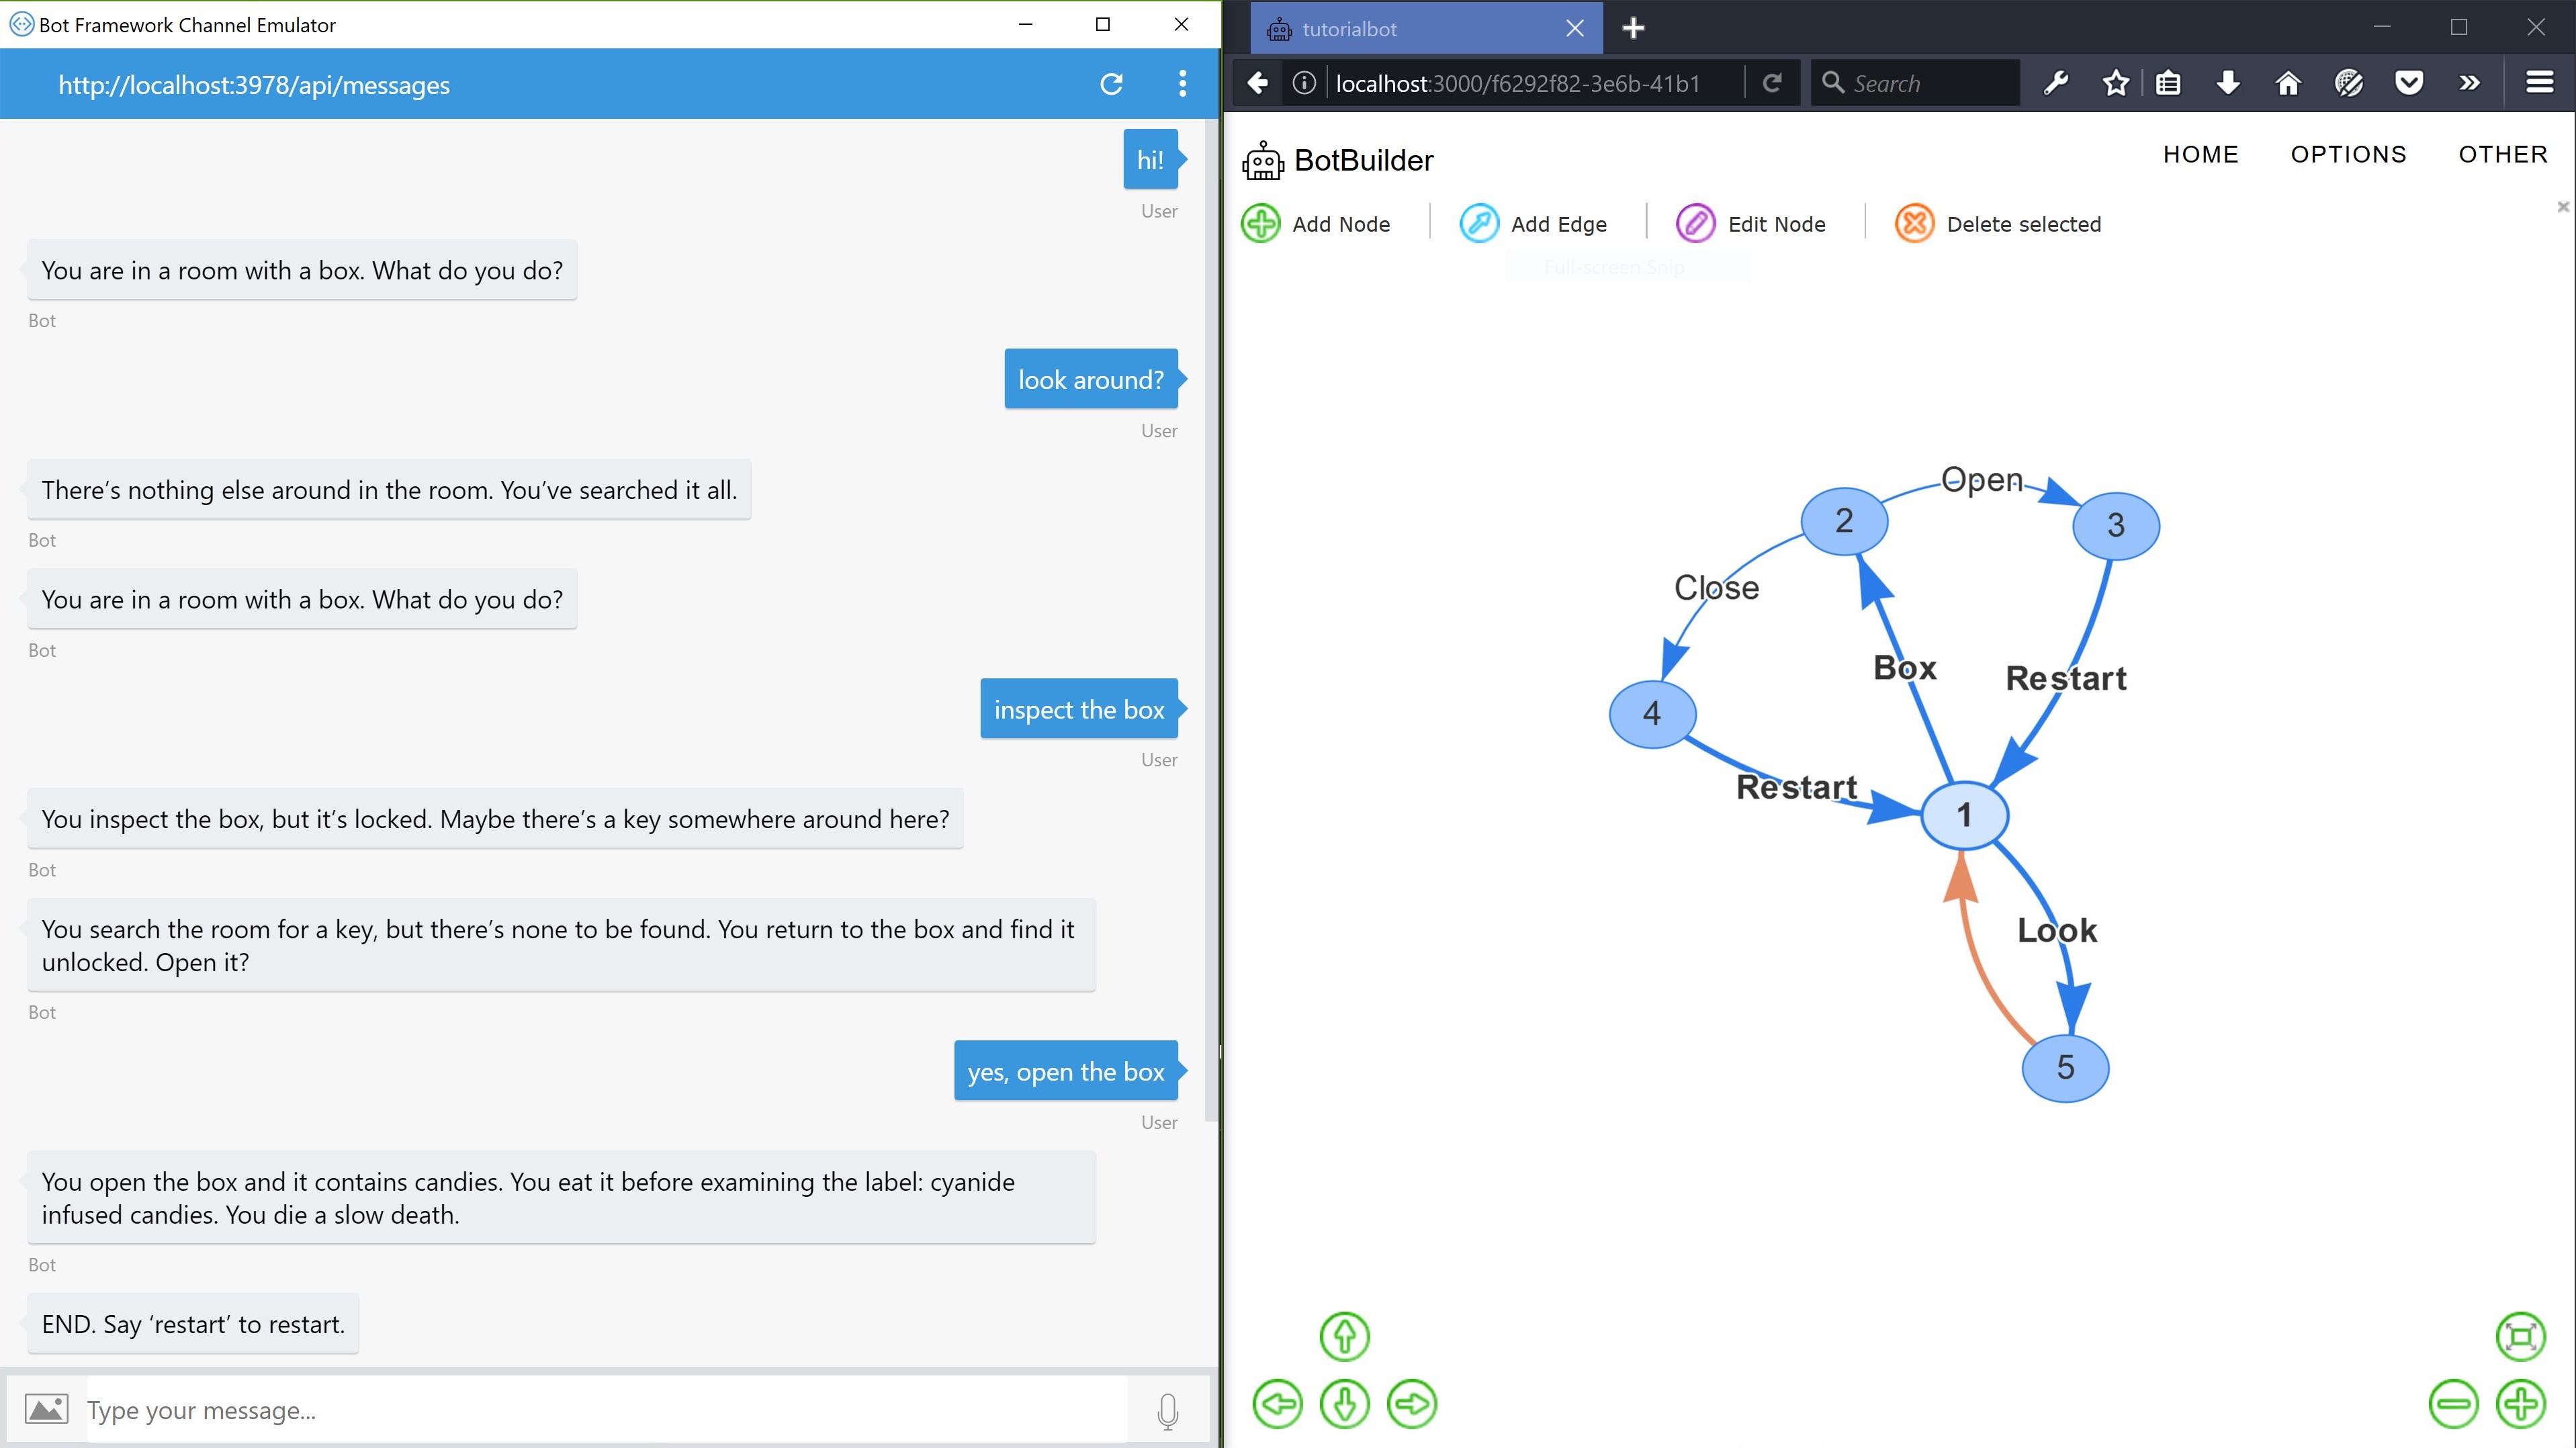 Bot Framework Channel Emulator
http://localhost:3978/api/messages
hi!
User
You are in a room with a box. What do you do?
Bot
look around?
User
There’s nothing else around in the room. You’ve searched it all.
Bot
You are in a room with a box. What do you do?
Bot
inspect the box
User
You inspect the box, but it’s locked. Maybe there’s a key somewhere around here?
Bot
You search the room for a key, but there’s none to be found. You return to the box and find it
unlocked. Open it?
Bot
yes, open the box
User
You open the box and it contains candies. You eat it before examining the label: cyanide
infused candies. You die a slow death.
Bot
END. Say ‘restart’ to restart.
Type your message...
tutorialbot
localhost:3000/f6292f82-3e6b-41b1
Search
BotBuilder
HOME OPTIONS OTHER
Add Node Add Edge Edit Node Delete selected
Full-screen Snip
Open
2
3
Close
Box
Restart
4
Restart
1
Look
5